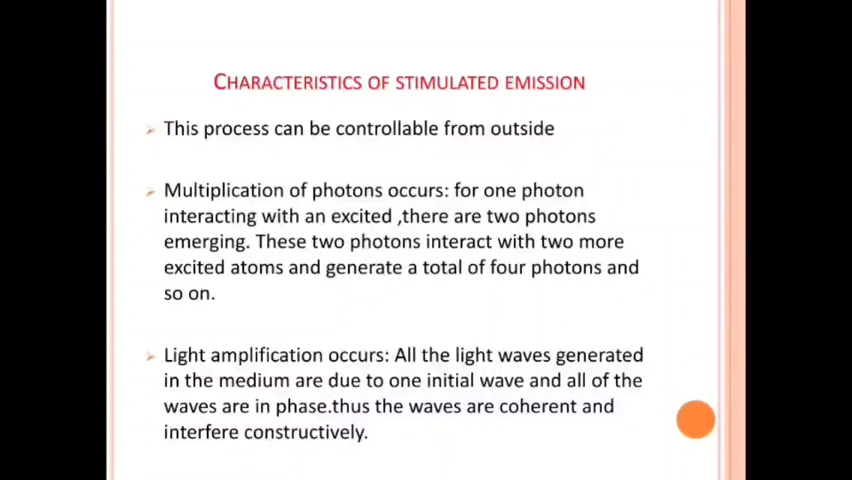 CHARACTERISTICS OF STIMULATED EMISSION
This process can be controllable from outside
Multiplication of photons occurs: for one photon
interacting with an excited ,there are two photons
emerging. These two photons interact with two more
excited atoms and generate a total of four photons and
so on.
Light amplification occurs: All the light waves generated
in the medium are due to one initial wave and all of the
waves are in phase.thus the waves are coherent and
interfere constructively.